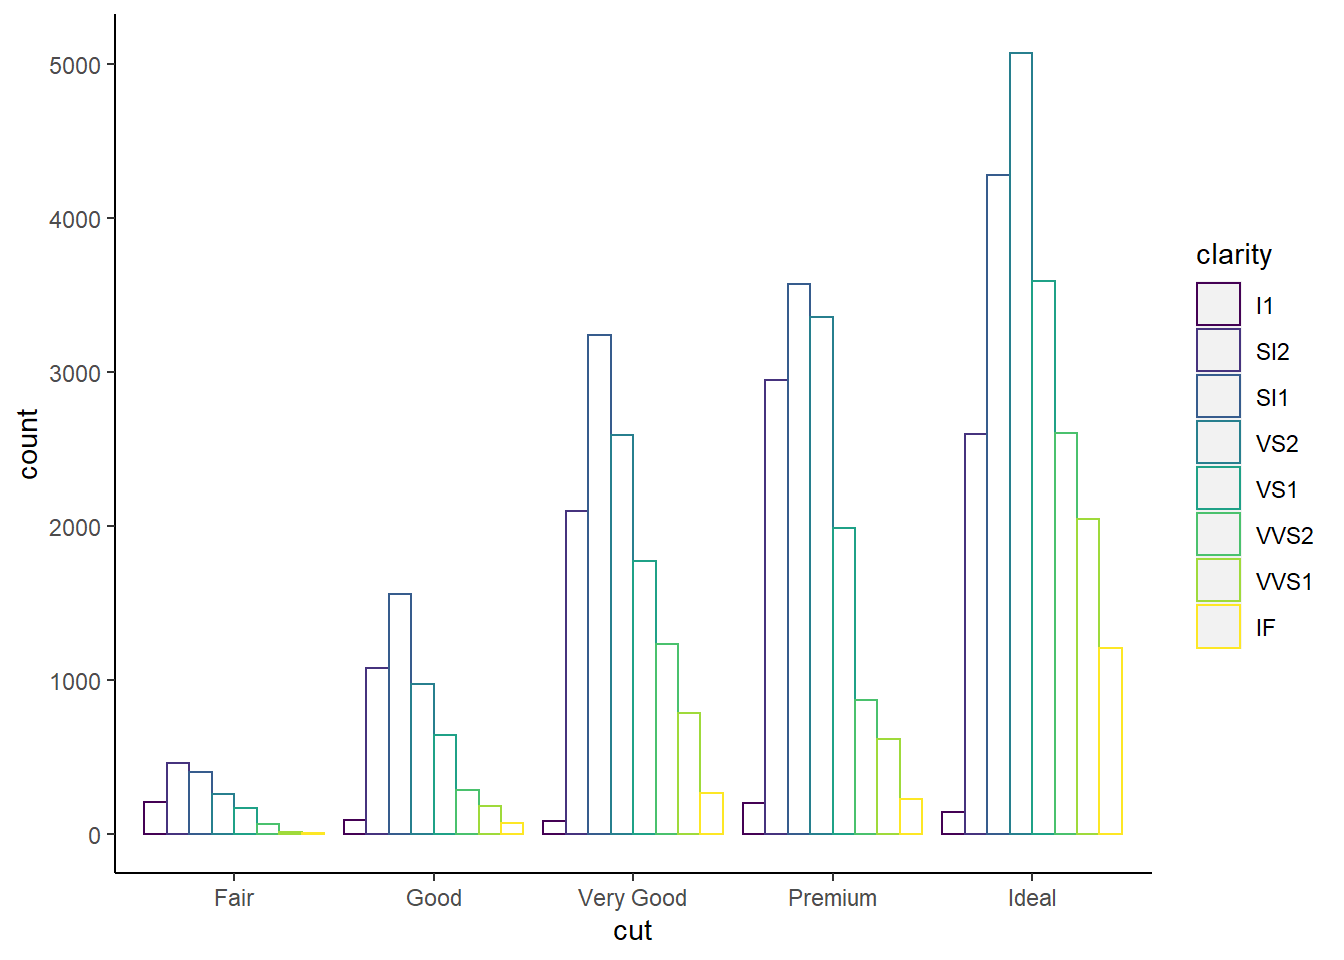 5000
4000
3000
2000
1000
0
count
Fair
Good
Very Good
Premium
Ideal
cut
clarity
I1
SI2
SI1
VS2
VS1
VVS2
VVS1
IF